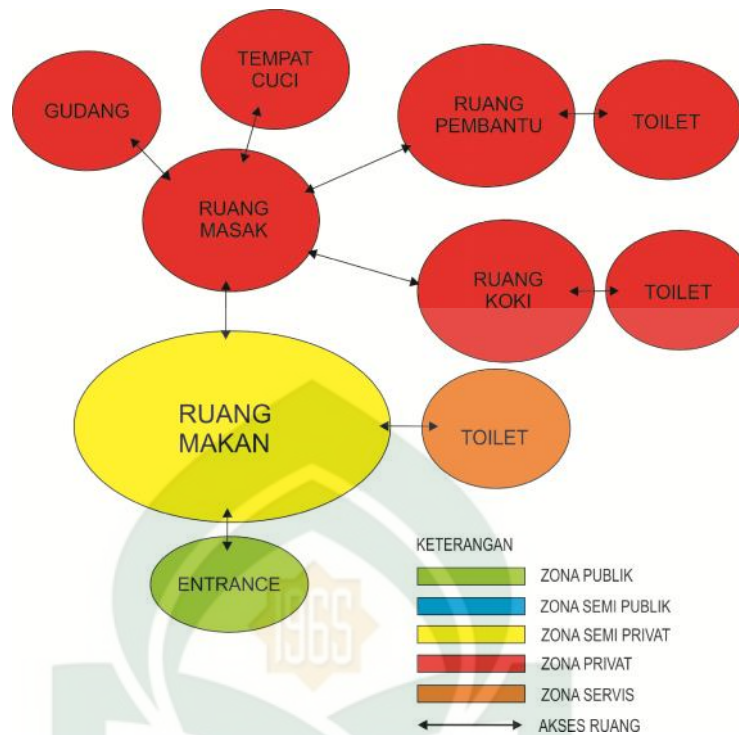 TEMPAT
CUCI
GUDANG
RUANG
PEMBANTU
TOILET
RUANG
MASAK
RUANG
KOKI
TOILET
RUANG
MAKAN
TOILET
ENTRANCE
1965
KETERANGAN
ZONA PUBLIK
ZONA SEMI PUBLIK
ZONA SEMI PRIVAT
ZONA PRIVAT
ZONA SERVIS
AKSES RUANG